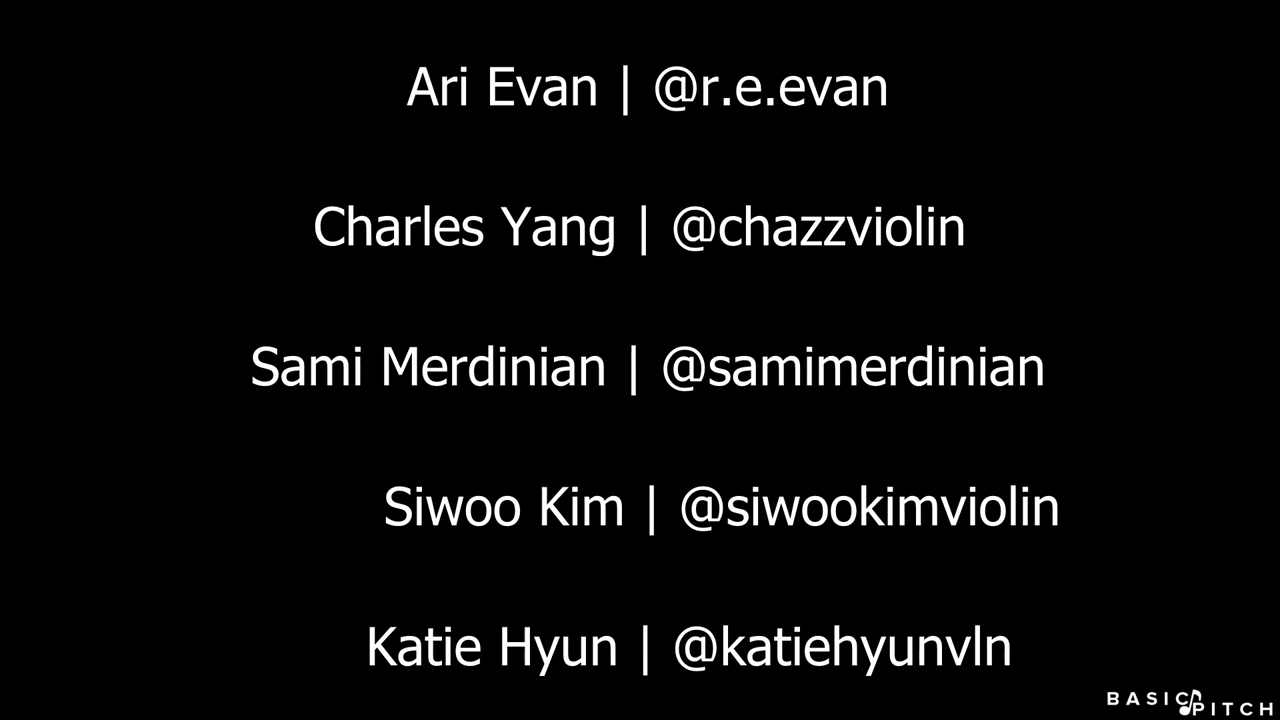 Ari Evan | @r.e.evan
Charles Yang | @chazzviolin
Sami Merdinian | @samimerdinian
Siwoo Kim | @siwookimviolin
Katie Hyun | @katiehyunvln
BASIC
PITCH